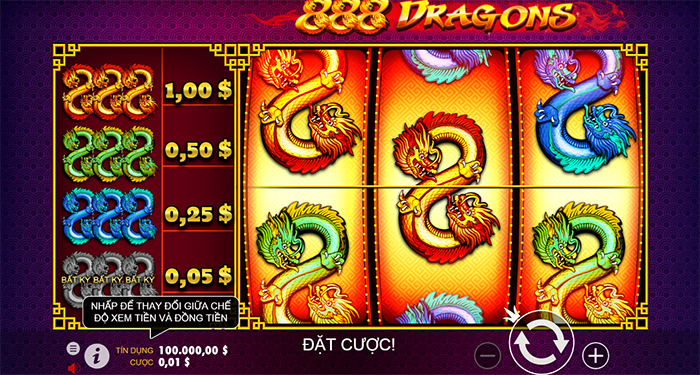 888 DRAGONS
1,00 $
0,50 $
0,25 $
BẤT KỲ BẤT KỲ BẤT KỲ
0,05 $
NHẤP ĐỂ THAY ĐỔI GIỮA CHẾ
ĐỘ XEM TIỀN VÀ ĐỒNG TIỀN
TÍN DỤNG 100.000,00 $
CƯỢC 0,01 $
ĐẶT CƯỢC!